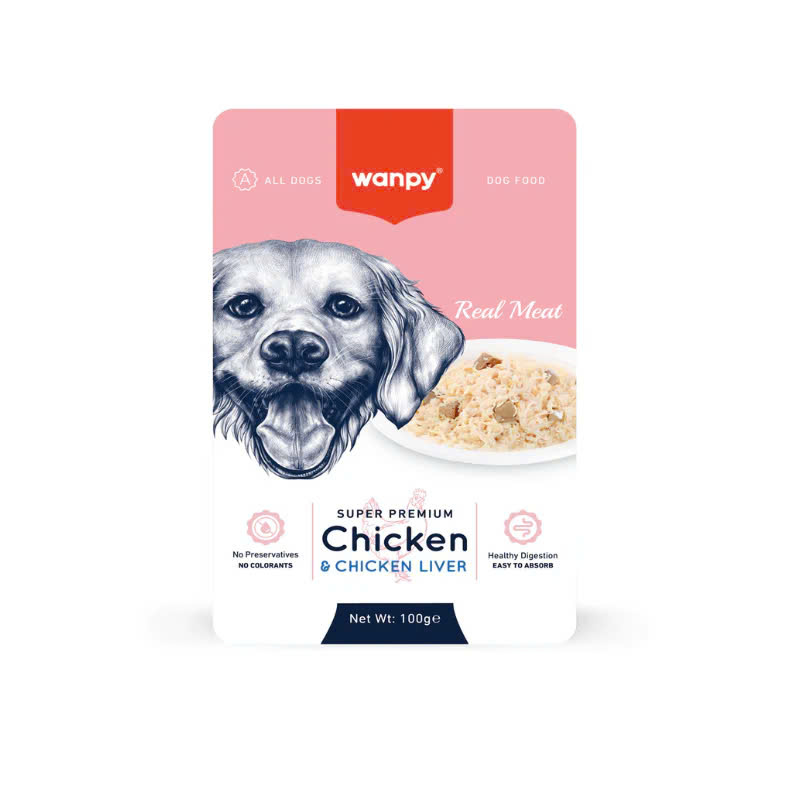 A ALL DOGS
wanpy®
DOG FOOD
Real Meat
SUPER PREMIUM
Chicken
& CHICKEN LIVER
No Preservatives
NO COLORANTS
Healthy Digestion
EASY TO ABSORB
Net Wt: 100g℮